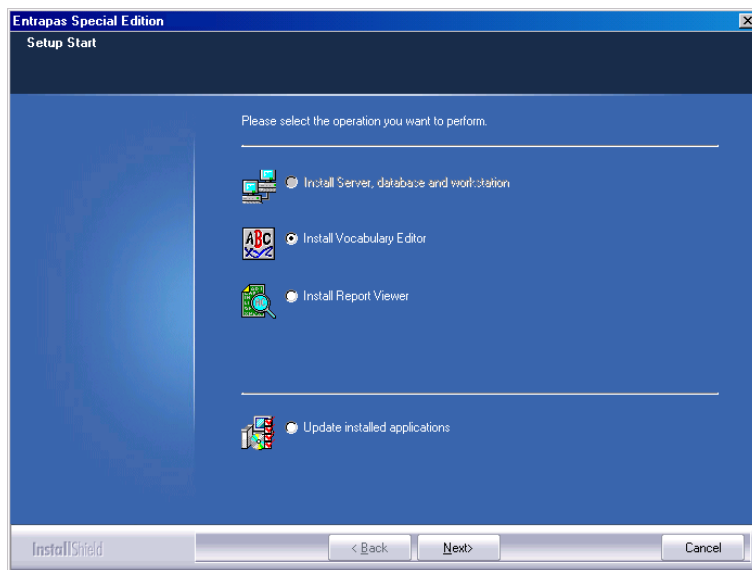 Entrapas Special Edition
Setup Start
Please select the operation you want to perform.
Install Server, database and workstation
ABC
Install Vocabulary Editor
Install Report Viewer
Update installed applications
InstallShield
< Back
Next>
Cancel